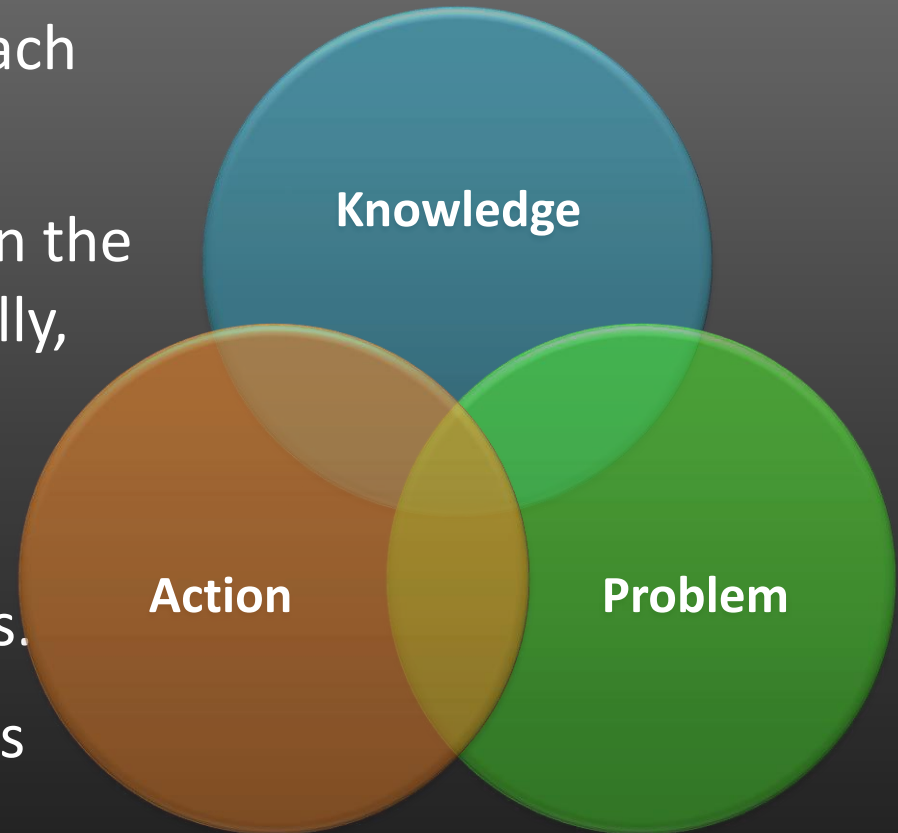 ach
n the
lly,
s.
s
Knowledge
Action
Problem